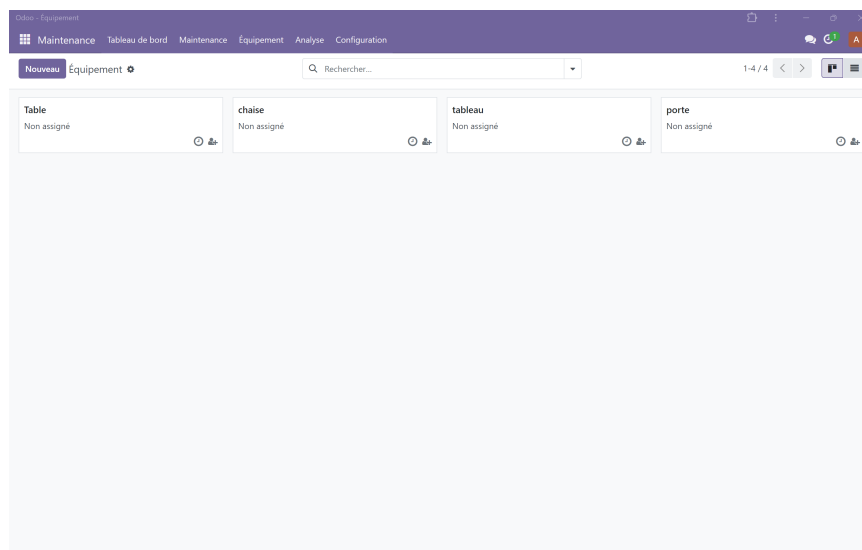 Odoo - Équipement
Maintenance Tableau de bord Maintenance Équipement Analyse Configuration 1 A
Nouveau Équipement Rechercher... 1-4 / 4
Table chaise tableau porte
Non assigné Non assigné Non assigné Non assigné